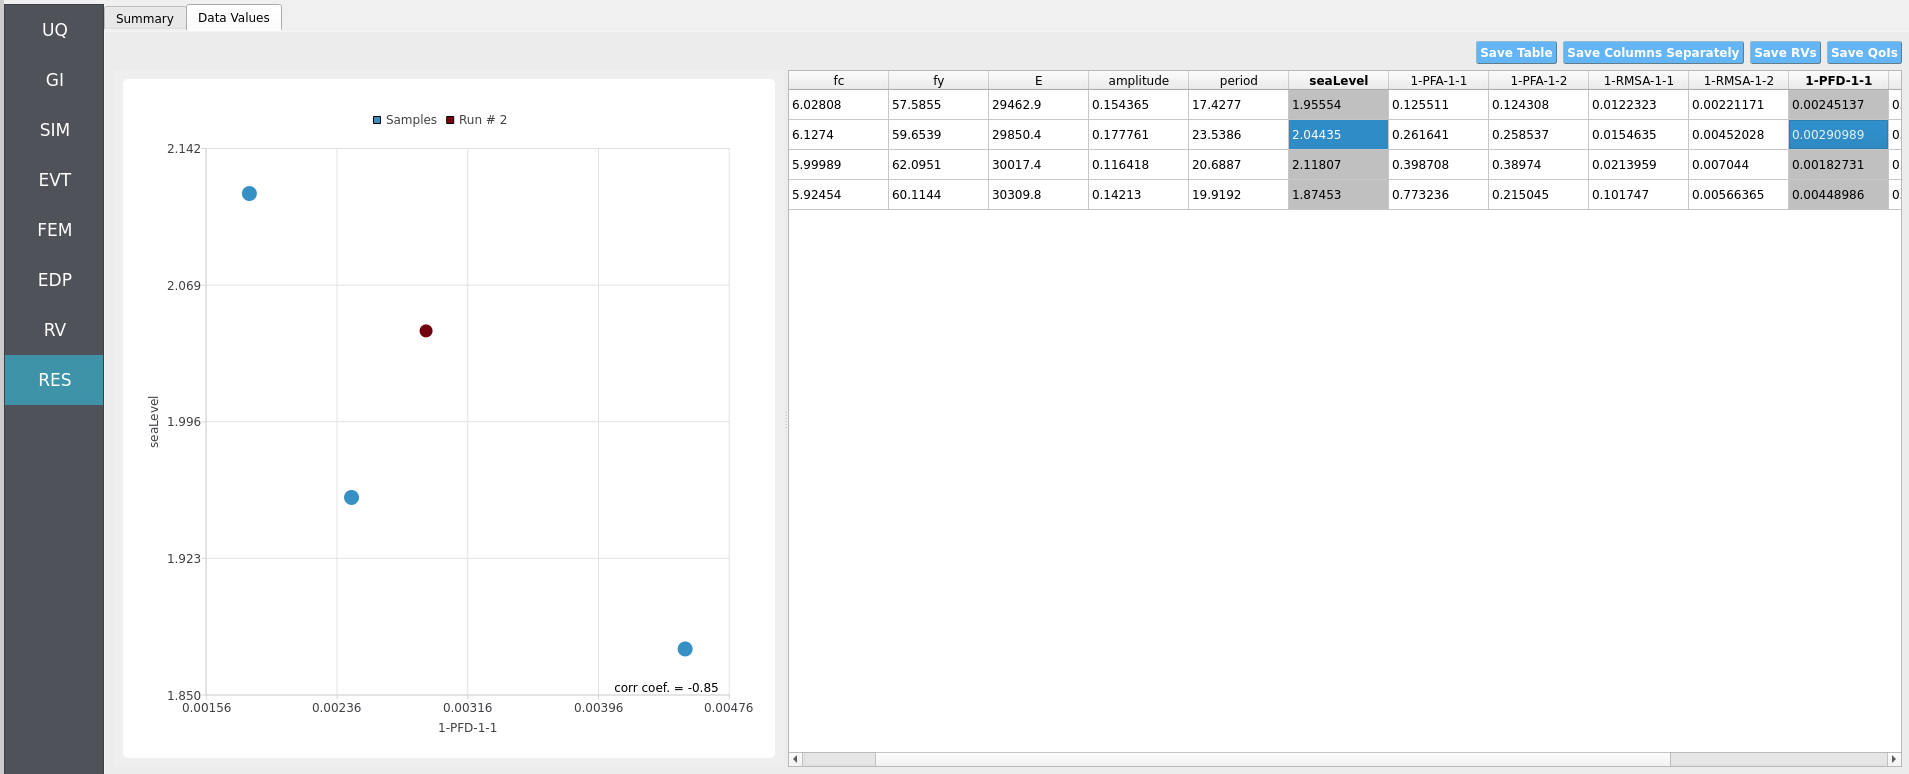 UQ
GI
SIM
EVT
FEM
EDP
RV
RES
Summary Data Values
Save Table Save Columns Separately Save RVs Save QoIs
Samples Run # 2
2.142
2.069
1.996
1.923
1.850
seaLevel
corr coef. = -0.85
0.00156 0.00236 0.00316 0.00396 0.00476
1-PFD-1-1
fc fy E amplitude period seaLevel 1-PFA-1-1 1-PFA-1-2 1-RMSA-1-1 1-RMSA-1-2 1-PFD-1-1
6.02808 57.5855 29462.9 0.154365 17.4277 1.95554 0.125511 0.124308 0.0122323 0.00221171 0.00245137 0.
6.1274 59.6539 29850.4 0.177761 23.5386 2.04435 0.261641 0.258537 0.0154635 0.00452028 0.00290989 0.
5.99989 62.0951 30017.4 0.116418 20.6887 2.11807 0.398708 0.38974 0.0213959 0.007044 0.00182731 0.
5.92454 60.1144 30309.8 0.14213 19.9192 1.87453 0.773236 0.215045 0.101747 0.00566365 0.00448986 0.